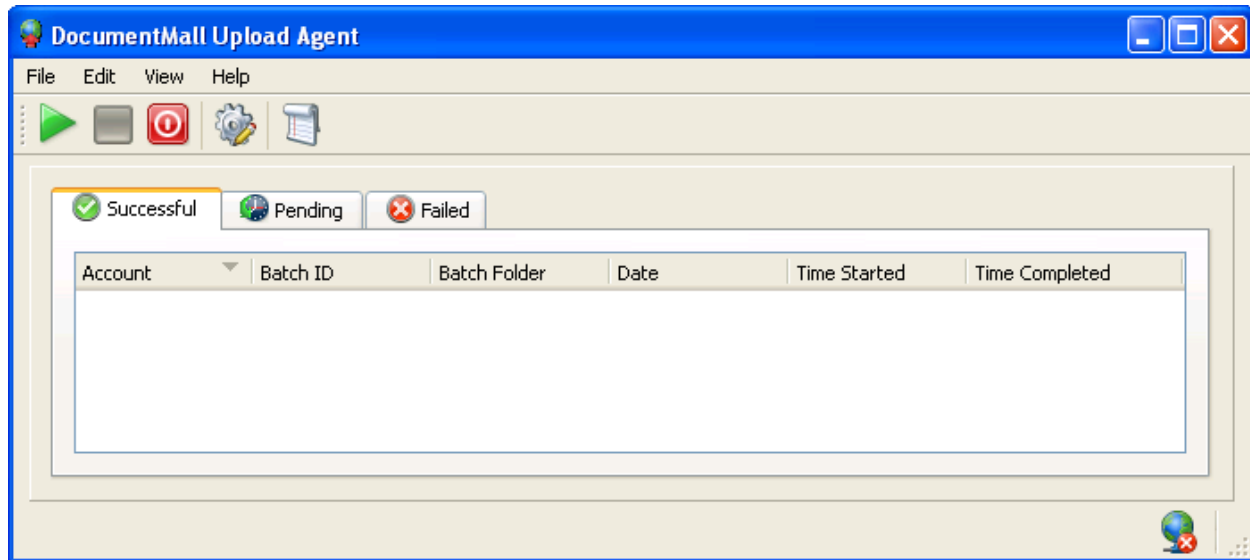 DocumentMall Upload Agent
File Edit View Help
Successful Pending Failed
Account Batch ID Batch Folder Date Time Started Time Completed